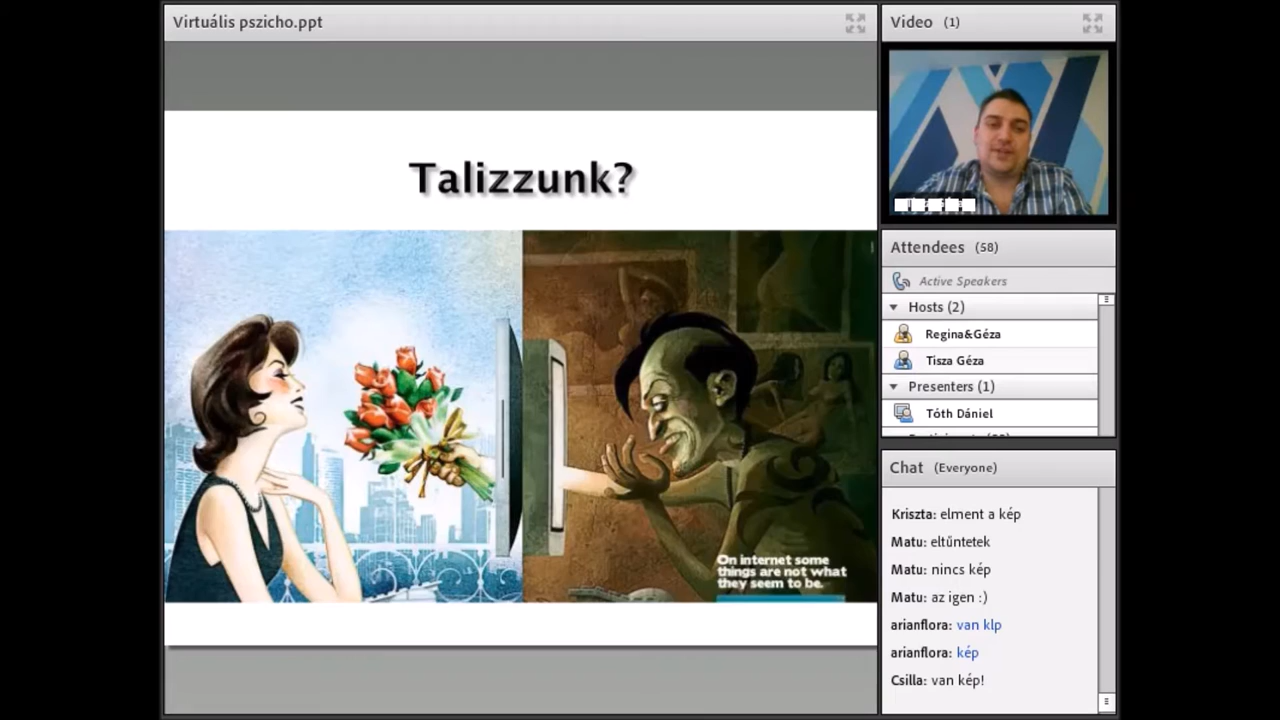 Virtuális pszicho.ppt
Talizzunk?
On internet some
things are not what
they seem to be.
Video (1)
Attendees (58)
Active Speakers
Hosts (2)
Regina&Géza
Tisza Géza
Presenters (1)
Tóth Dániel
Chat (Everyone)
Kriszta: elment a kép
Matu: eltűntetek
Matu: nincs kép
Matu: az igen :)
arianflora: van klp
arianflora: kép
Csilla: van kép!